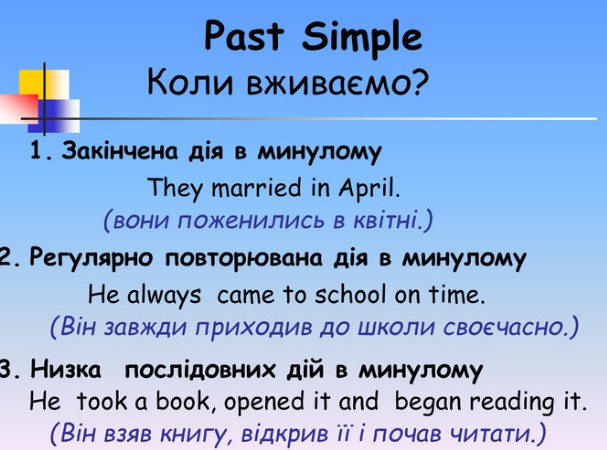 Past Simple
Коли вживаємо?
1. Закінчена дія в минулому
They married in April.
(вони поженились в квітні.)
2. Регулярно повторювана дія в минулому
He always came to school on time.
(Він завжди приходив до школи своєчасно.)
3. Низка послідовних дій в минулому
He took a book, opened it and began reading it.
(Він взяв книгу, відкрив її і почав читати.)